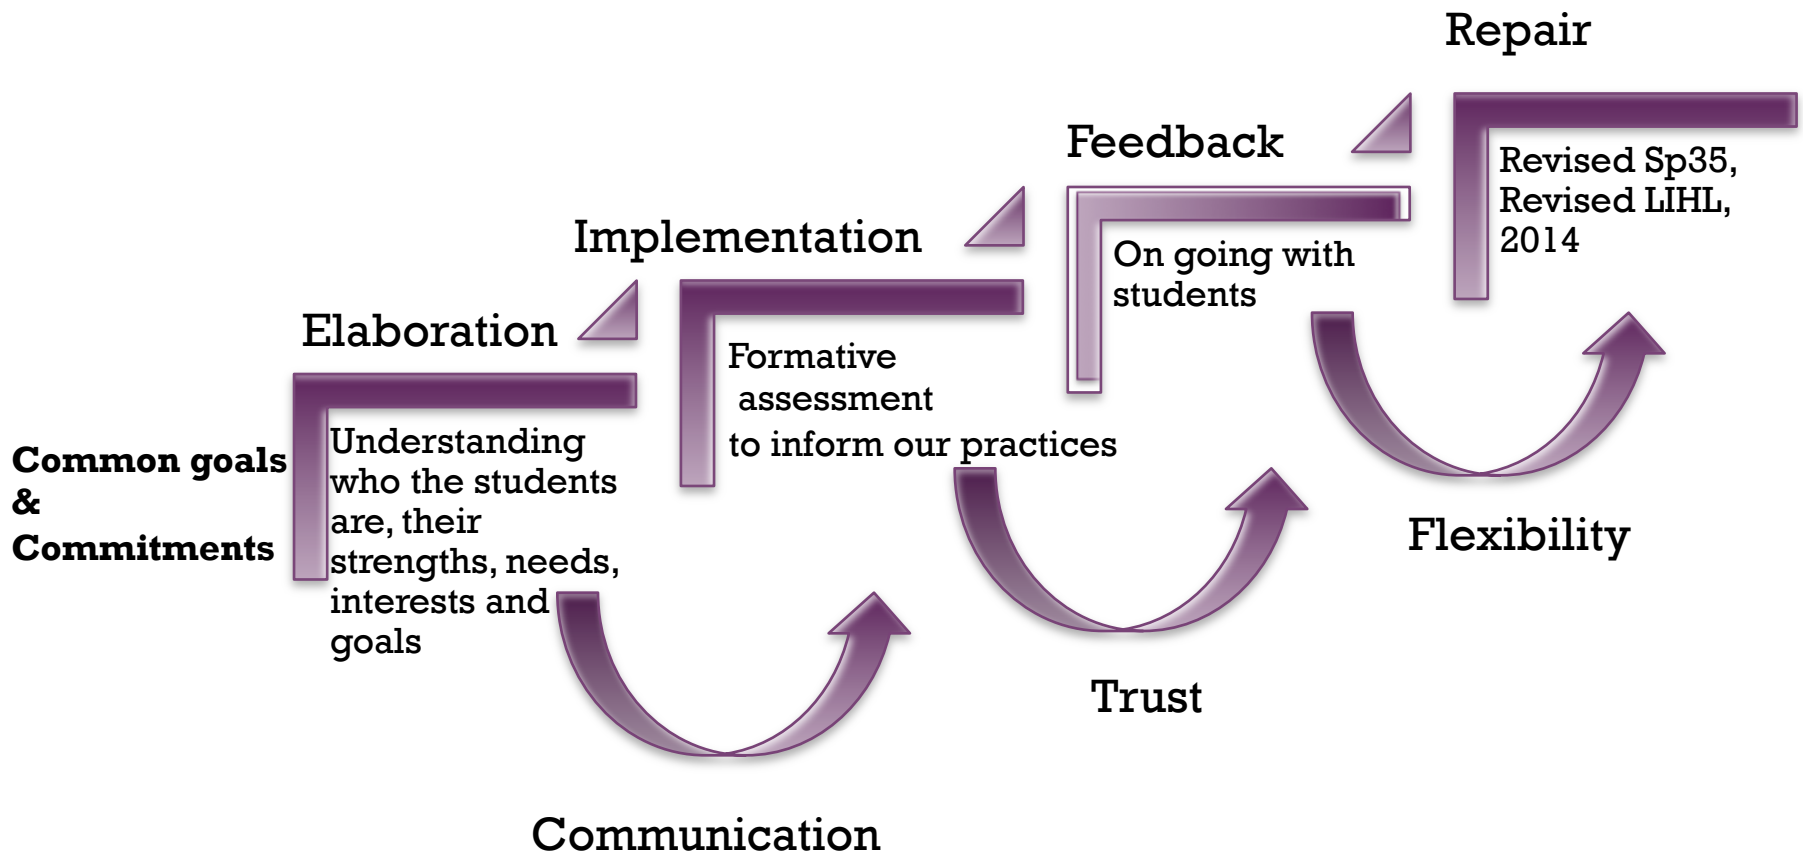 Repair
Revised Sp35,
Revised LIHL,
2014
Feedback
On going with
students
Implementation
Formative
assessment
to inform our practices
Elaboration
Understanding
who the students
are, their
strengths, needs,
interests and
goals
Common goals
&
Commitments
Flexibility
Trust
Communication